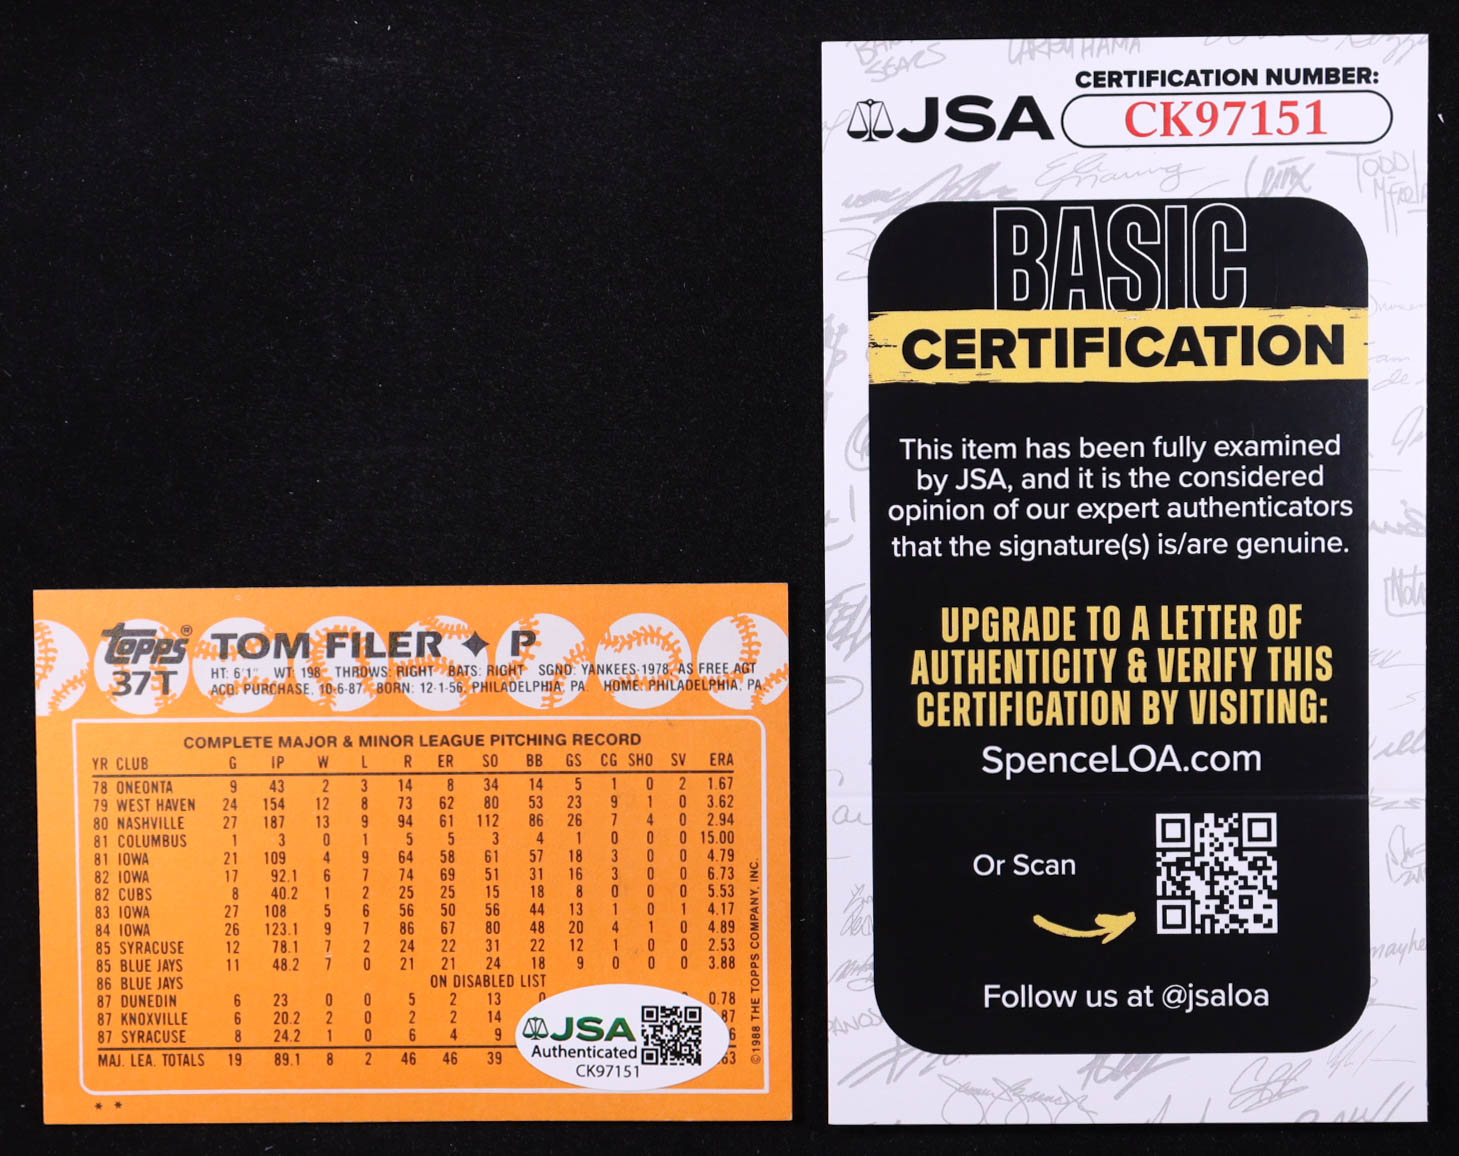 topps®
37T
TOM FILER ✦ P
HT: 6'1" WT: 198 THROWS: RIGHT BATS: RIGHT SGND: YANKEES-1978, AS FREE AGT
ACQ: PURCHASE, 10-6-87 BORN: 12-1-56, PHILADELPHIA, PA. HOME: PHILADELPHIA, PA.
COMPLETE MAJOR & MINOR LEAGUE PITCHING RECORD
YR CLUB G IP W L R ER SO BB GS CG SHO SV ERA
78 ONEONTA 9 43 2 3 14 8 34 14 5 1 0 2 1.67
79 WEST HAVEN 24 154 12 8 73 62 80 53 23 9 1 0 3.62
80 NASHVILLE 27 187 13 9 94 61 112 86 26 7 4 0 2.94
81 COLUMBUS 1 3 0 1 5 5 3 4 1 0 0 0 15.00
81 IOWA 21 109 4 9 64 58 61 57 18 3 0 0 4.79
82 IOWA 17 92.1 6 7 74 69 51 31 16 3 0 0 6.73
82 CUBS 8 40.2 1 2 25 25 15 18 8 0 0 0 5.53
83 IOWA 27 108 5 6 56 50 56 44 13 1 0 1 4.17
84 IOWA 26 123.1 9 7 86 67 80 48 20 4 1 0 4.89
85 SYRACUSE 12 78.1 7 2 24 22 31 22 12 1 0 0 2.53
85 BLUE JAYS 11 48.2 7 0 21 21 24 18 9 0 0 0 3.88
86 BLUE JAYS ON DISABLED LIST
87 DUNEDIN 6 23 0 0 5 2 13 0.78
87 KNOXVILLE 6 20.2 2 0 2 2 14 87
87 SYRACUSE 8 24.2 1 0 6 4 9 6
MAJ. LEA. TOTALS 19 89.1 8 2 46 46 39 63
* *
©1988 THE TOPPS COMPANY, INC.
JSA
Authenticated
CK97151
CERTIFICATION NUMBER:
JSA CK97151
BASIC
CERTIFICATION
This item has been fully examined
by JSA, and it is the considered
opinion of our expert authenticators
that the signature(s) is/are genuine.
UPGRADE TO A LETTER OF
AUTHENTICITY & VERIFY THIS
CERTIFICATION BY VISITING:
SpenceLOA.com
Or Scan
Follow us at @jsaloa